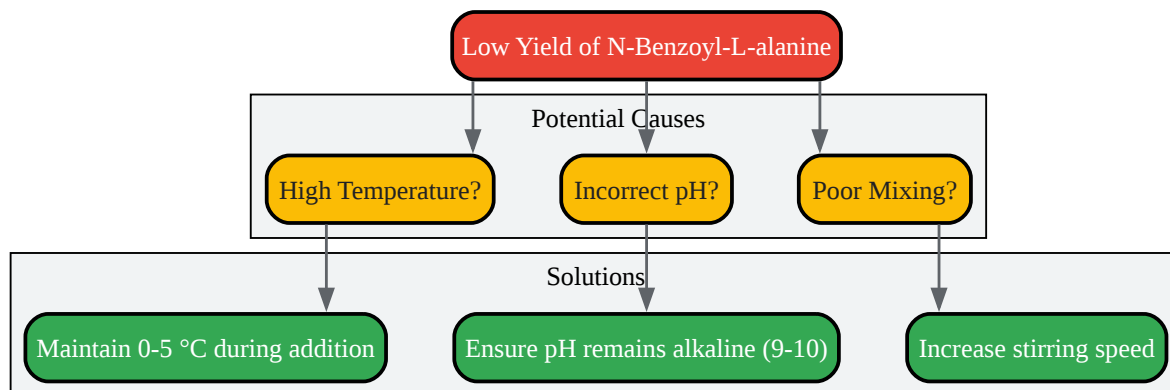 Low Yield of N-Benzoyl-L-alanine
Potential Causes
High Temperature?
Incorrect pH?
Poor Mixing?
Solutions
Maintain 0-5 °C during addition
Ensure pH remains alkaline (9-10)
Increase stirring speed